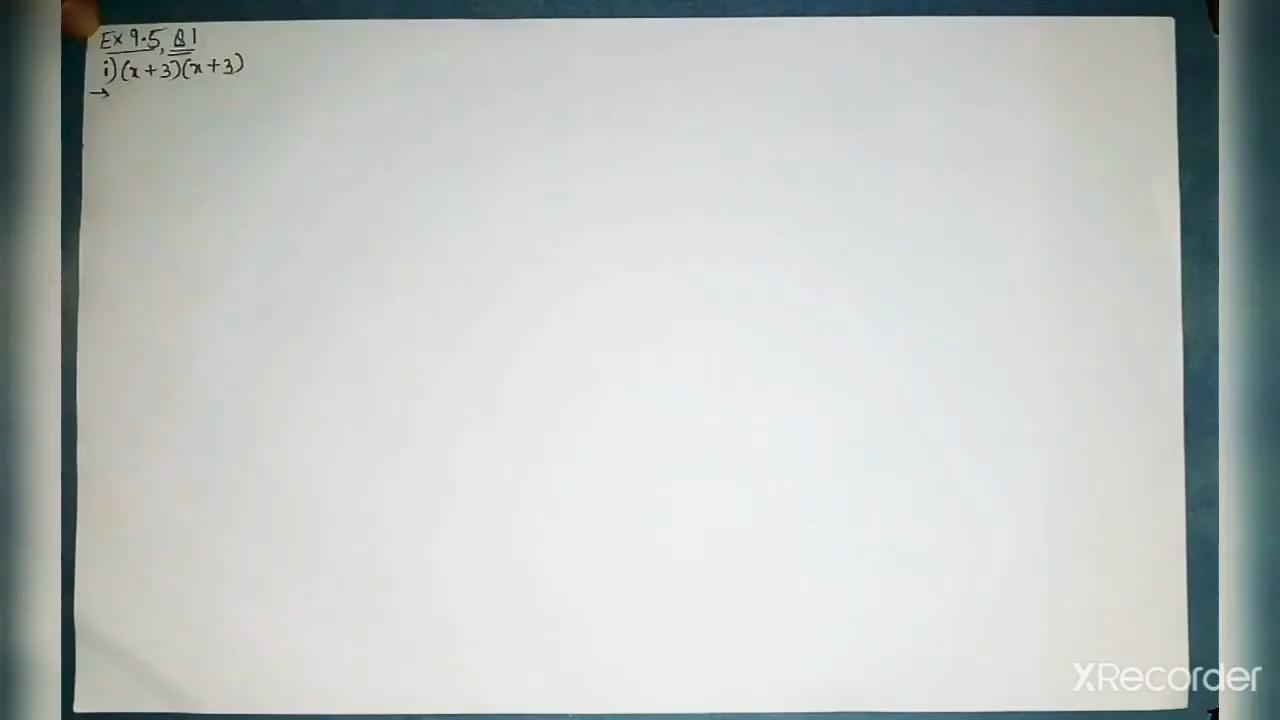 Ex 9.5, Q1
i) (x+3)(x+3)
→
XRecorder